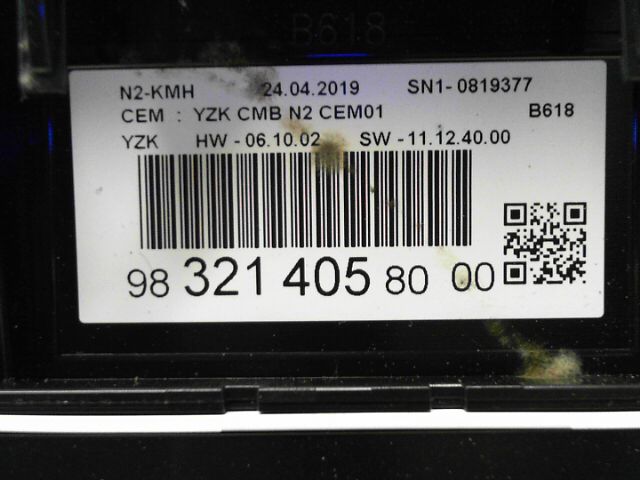 B618
N2-KMH 24.04.2019 SN1- 0819377
CEM : YZK CMB N2 CEM01 B618
YZK HW - 06.10.02 SW - 11.12.40.00
98 321 405 80 00